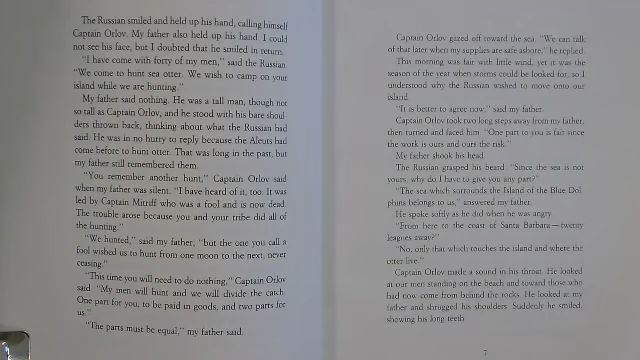 The Russian smiled and held up his hand, calling himself
Captain Orlov. My father also held up his hand. I could
not see his face, but I doubted that he smiled in return.
"I have come with forty of my men," said the Russian.
"We come to hunt sea otter. We wish to camp on your
island while we are hunting."
My father said nothing. He was a tall man, though not
so tall as Captain Orlov, and he stood with his bare shoul-
ders thrown back, thinking about what the Russian had
said. He was in no hurry to reply because the Aleuts had
come before to hunt otter. That was long in the past, but
my father still remembered them.
"You remember another hunt," Captain Orlov said
when my father was silent. "I have heard of it, too. It was
led by Captain Mitriff who was a fool and is now dead.
The trouble arose because you and your tribe did all of
the hunting."
"We hunted," said my father, "but the one you call a
fool wished us to hunt from one moon to the next, never
ceasing."
"This time you will need to do nothing," Captain Orlov
said. "My men will hunt and we will divide the catch.
One part for you, to be paid in goods, and two parts for
us."
"The parts must be equal," my father said.
Captain Orlov gazed off toward the sea. "We can talk
of that later when my supplies are safe ashore," he replied.
This morning was fair with little wind, yet it was the
season of the year when storms could be looked for, so I
understood why the Russian wished to move onto our
island.
"It is better to agree now," said my father.
Captain Orlov took two long steps away from my father,
then turned and faced him. "One part to you is fair since
the work is ours and ours the risk."
My father shook his head.
The Russian grasped his beard. "Since the sea is not
yours, why do I have to give you any part?"
"The sea which surrounds the Island of the Blue Dol-
phins belongs to us," answered my father.
He spoke softly as he did when he was angry.
"From here to the coast of Santa Barbara—twenty
leagues away?"
"No, only that which touches the island and where the
otter live."
Captain Orlov made a sound in his throat. He looked
at our men standing on the beach and toward those who
had now come from behind the rocks. He looked at my
father and shrugged his shoulders. Suddenly he smiled,
showing his long teeth.
7